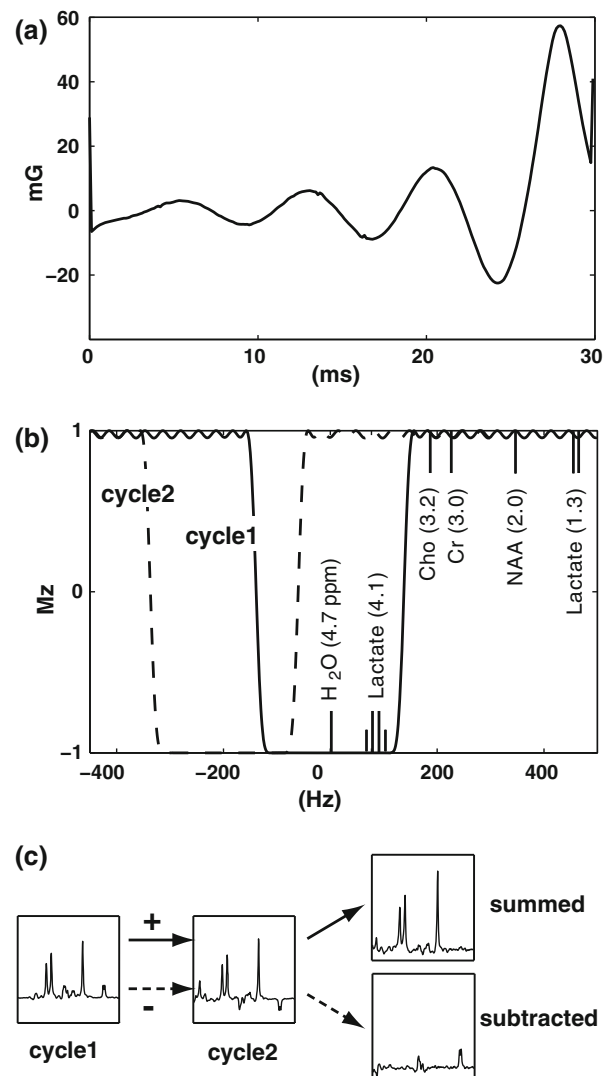 (a)
60
40
20
0
−20
mG
0
10
20
30
(ms)
(b)
1
0
−1
Mz
cycle2
cycle1
H2O (4.7 ppm)
Lactate (4.1)
Cho (3.2)
Cr (3.0)
NAA (2.0)
Lactate (1.3)
−400
−200
0
200
400
(Hz)
(c)
+
-
cycle1
cycle2
summed
subtracted